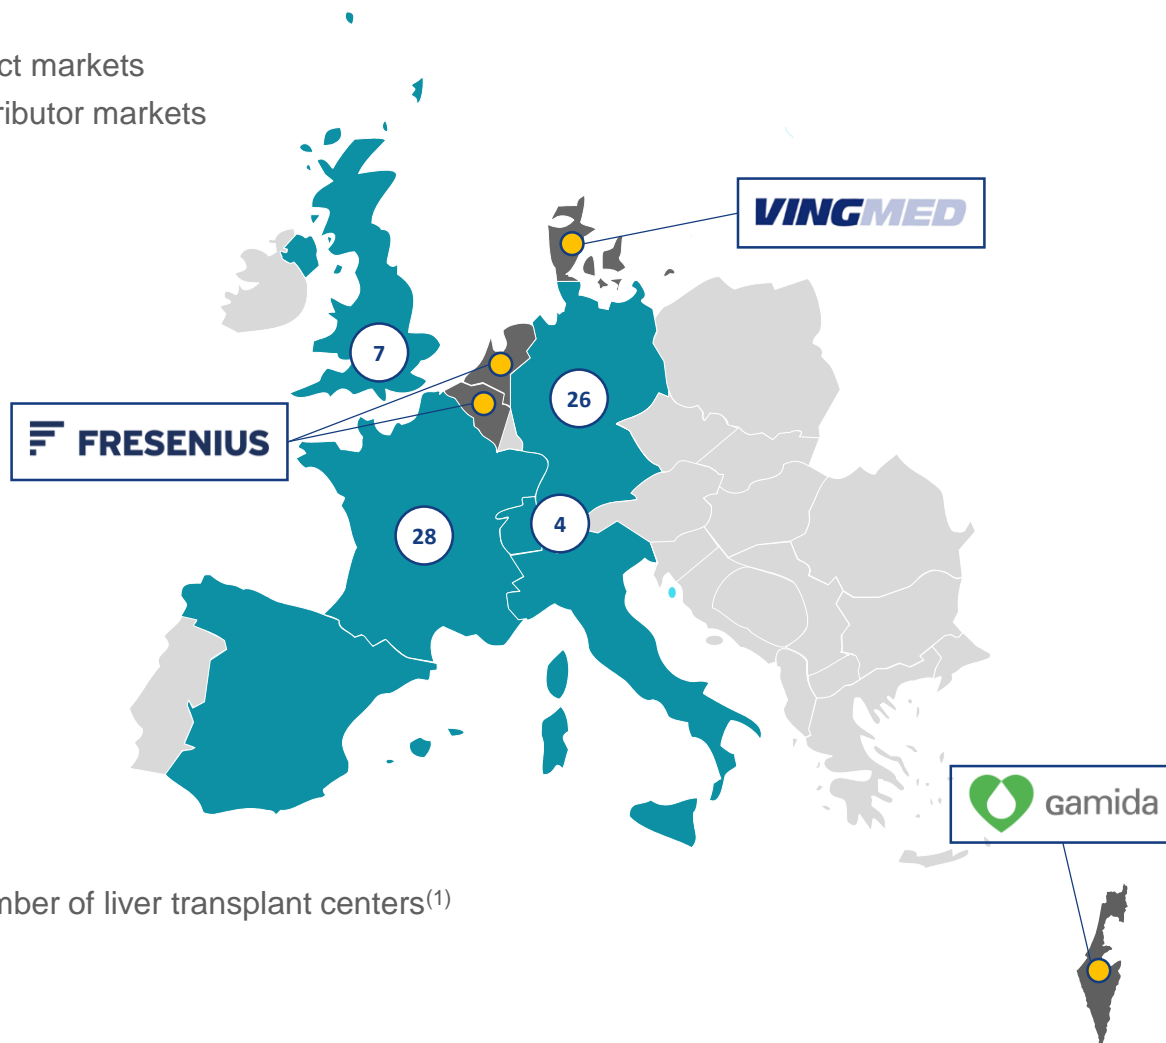 ct markets
ributor markets
VINGMED
7
26
FRESENIUS
28
4
Gamida
mber of liver transplant centers(1)